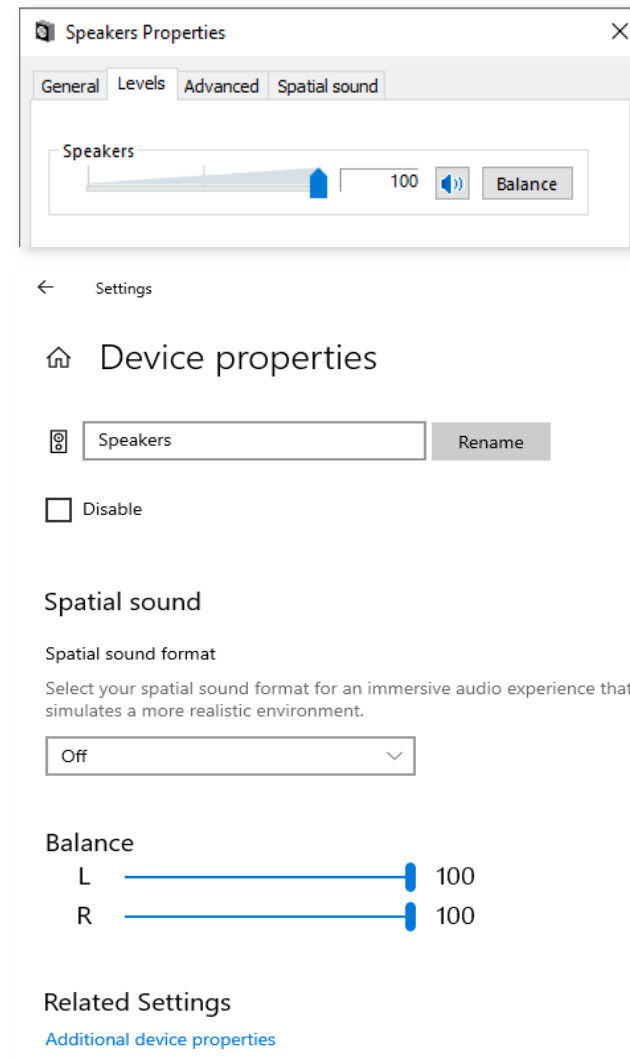 Speakers Properties
General Levels Advanced Spatial sound
Speakers
100 Balance
Settings
Device properties
Speakers Rename
Disable
Spatial sound
Spatial sound format
Select your spatial sound format for an immersive audio experience that
simulates a more realistic environment.
Off
Balance
L 100
R 100
Related Settings
Additional device properties